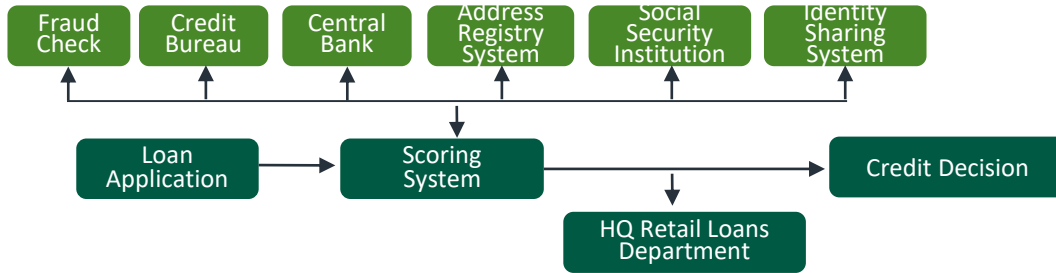 Fraud
Check
Credit
Bureau
Central
Bank
Address
Registry
System
Social
Security
Institution
Identity
Sharing
System
Loan
Application
Scoring
System
Credit Decision
HQ Retail Loans
Department